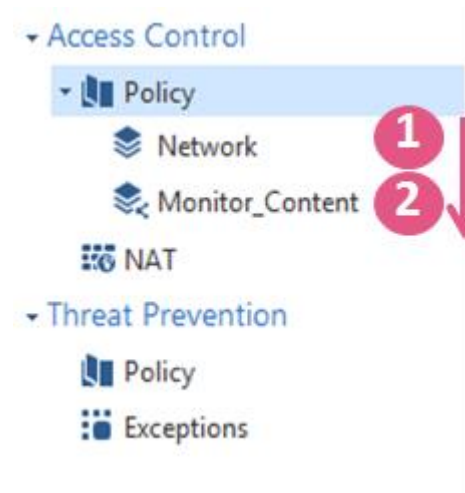 Access Control
Policy
Network 1
Monitor_Content 2
NAT
Threat Prevention
Policy
Exceptions